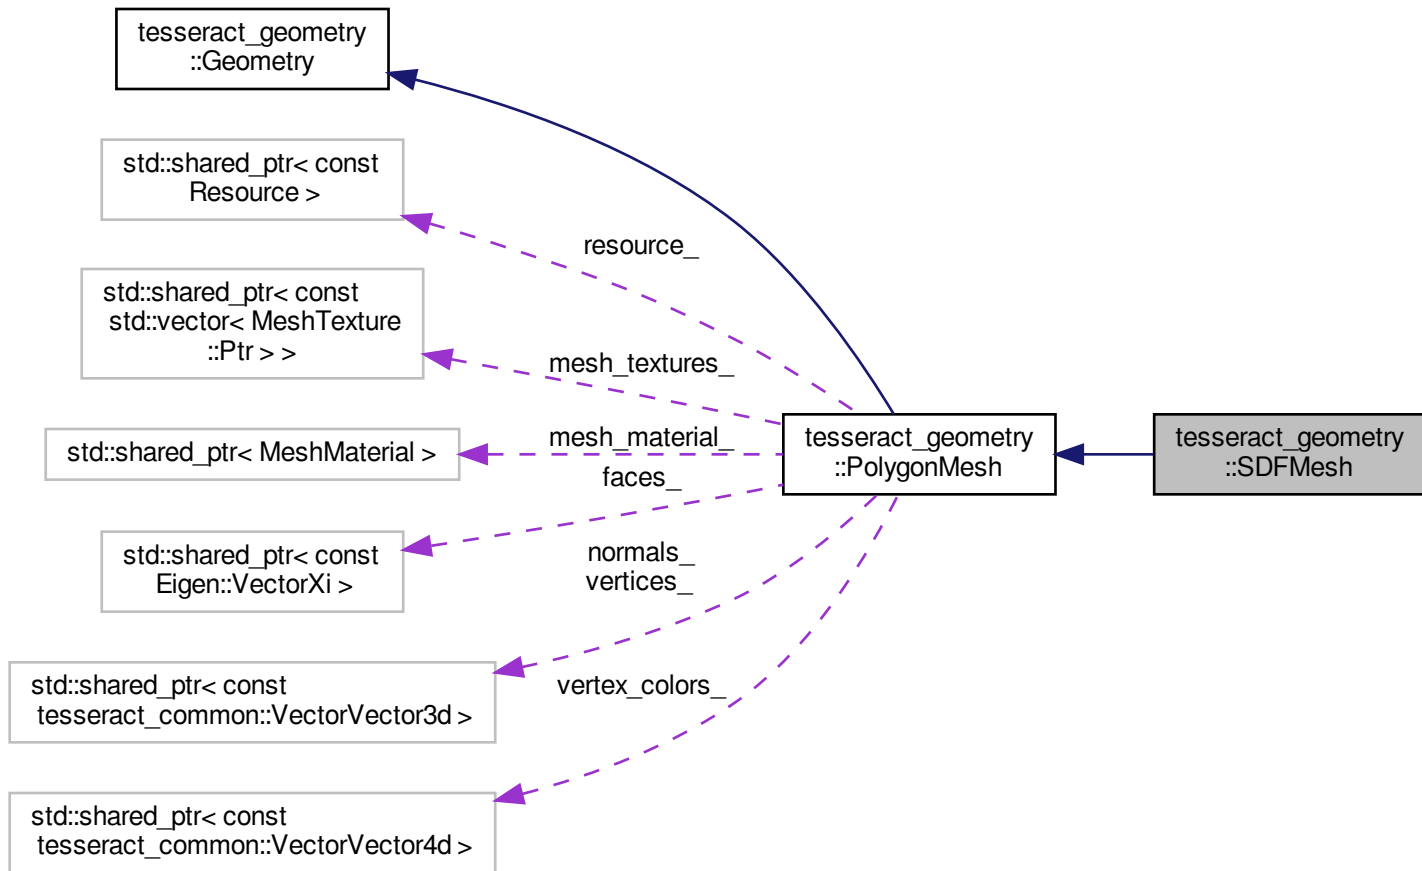 tesseract_geometry
::Geometry
std::shared_ptr< const
Resource >
resource_
std::shared_ptr< const
std::vector< MeshTexture
::Ptr > >
mesh_textures_
std::shared_ptr< MeshMaterial >
mesh_material_
tesseract_geometry
::PolygonMesh
tesseract_geometry
::SDFMesh
faces_
std::shared_ptr< const
Eigen::VectorXi >
normals_
vertices_
std::shared_ptr< const
tesseract_common::VectorVector3d >
vertex_colors_
std::shared_ptr< const
tesseract_common::VectorVector4d >